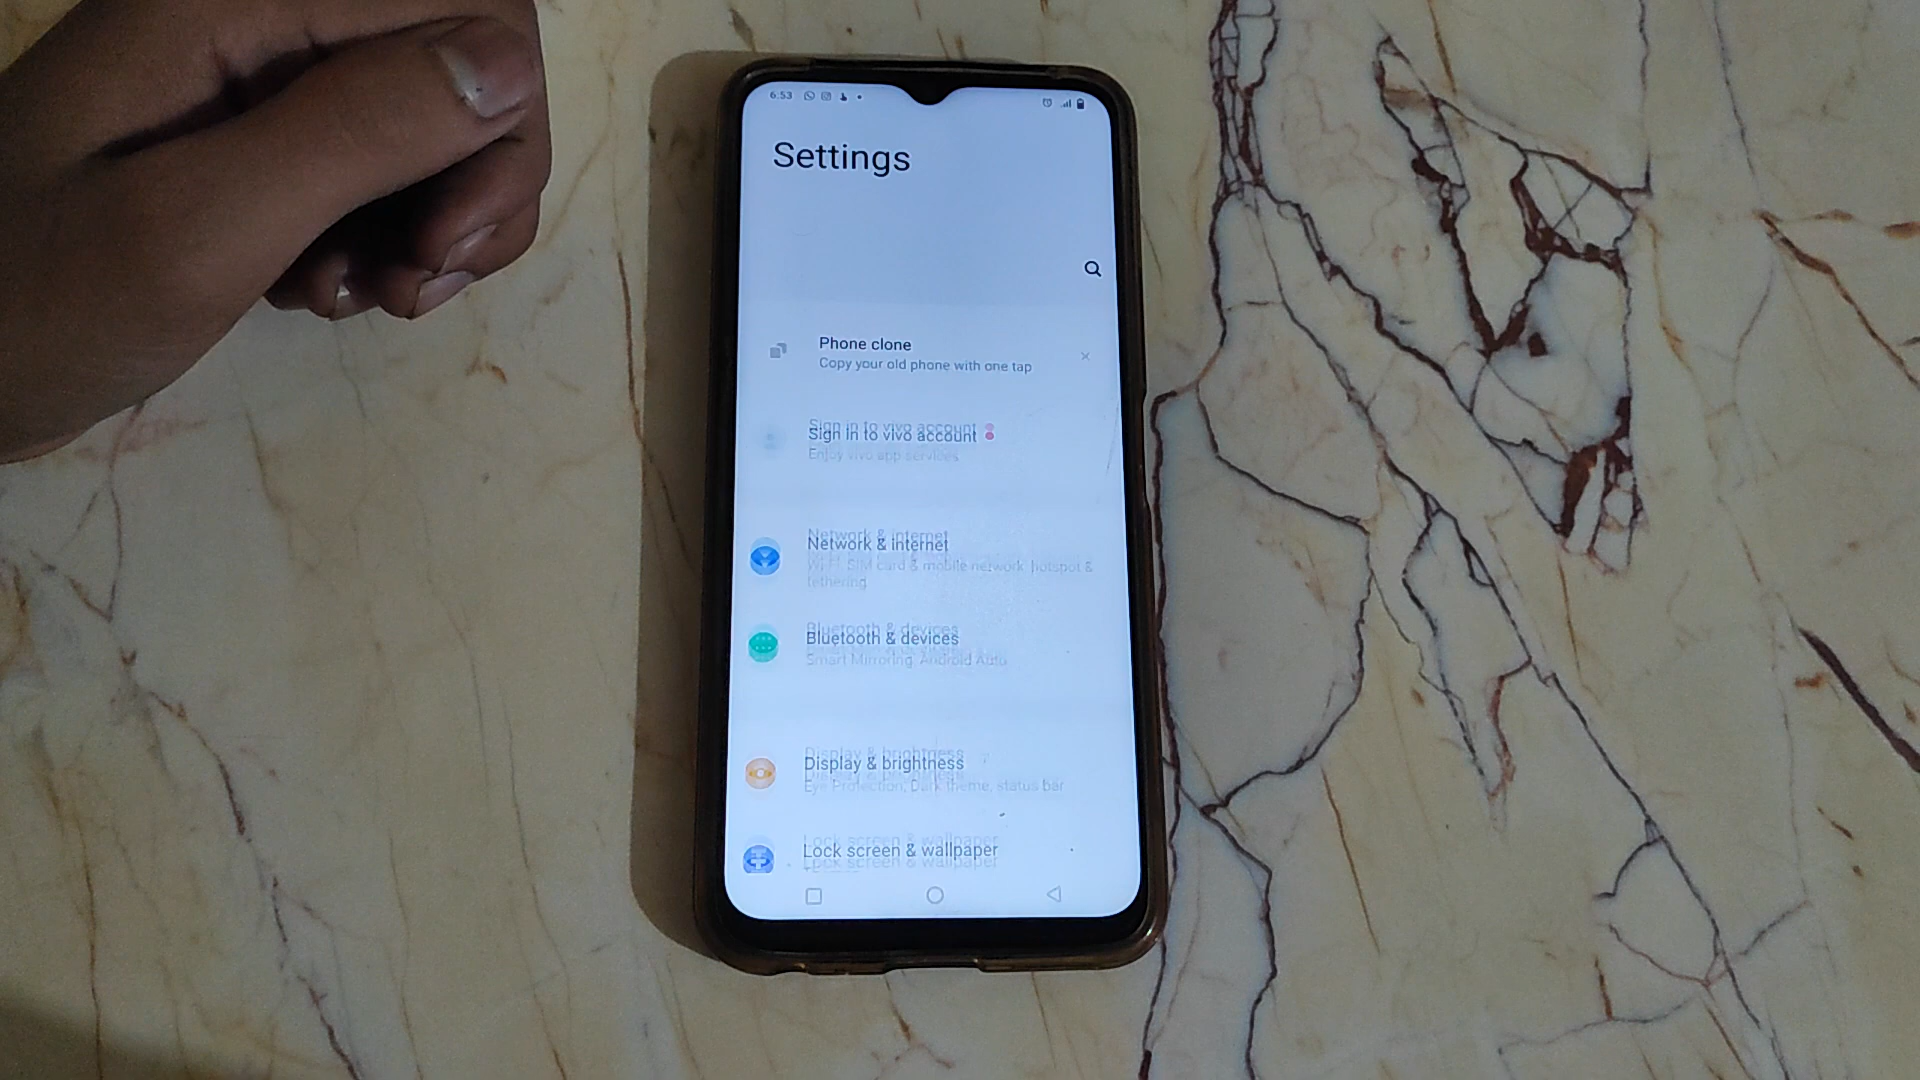 6:53
Settings
Phone clone
Copy your old phone with one tap
Sign in to vivo account
Enjoy vivo app services
Network & internet
Wi-Fi, SIM card & mobile network, hotspot &
tethering
Bluetooth & devices
Smart Mirroring, Android Auto
Display & brightness
Eye Protection, Dark theme, status bar
Lock screen & wallpaper